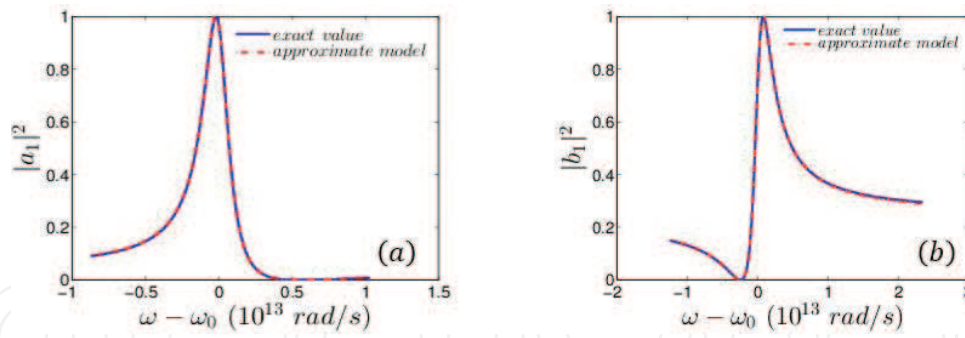 exact value
approximate model
|a₁|²
1
0.8
0.6
0.4
0.2
0
-1 -0.5 0 0.5 1 1.5
(a)
ω − ω₀ (10¹³ rad/s)
exact value
approximate model
|b₁|²
1
0.8
0.6
0.4
0.2
0
-2 -1 0 1 2 3
(b)
ω − ω₀ (10¹³ rad/s)